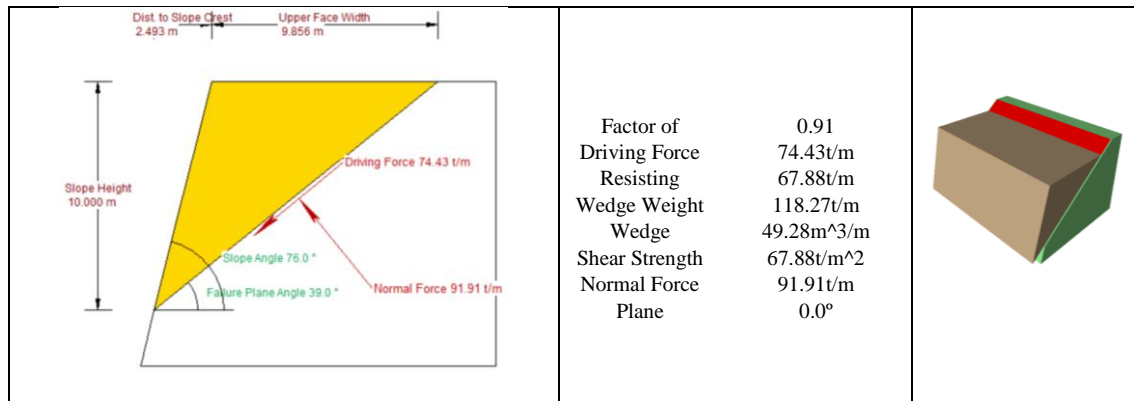 Dist. to Slope Crest
2.493 m
Upper Face Width
9.856 m
Slope Height
10.000 m
Driving Force 74.43 t/m
Slope Angle 76.0 °
Failure Plane Angle 39.0 °
Normal Force 91.91 t/m
Factor of 0.91
Driving Force 74.43t/m
Resisting 67.88t/m
Wedge Weight 118.27t/m
Wedge 49.28m^3/m
Shear Strength 67.88t/m^2
Normal Force 91.91t/m
Plane 0.0º